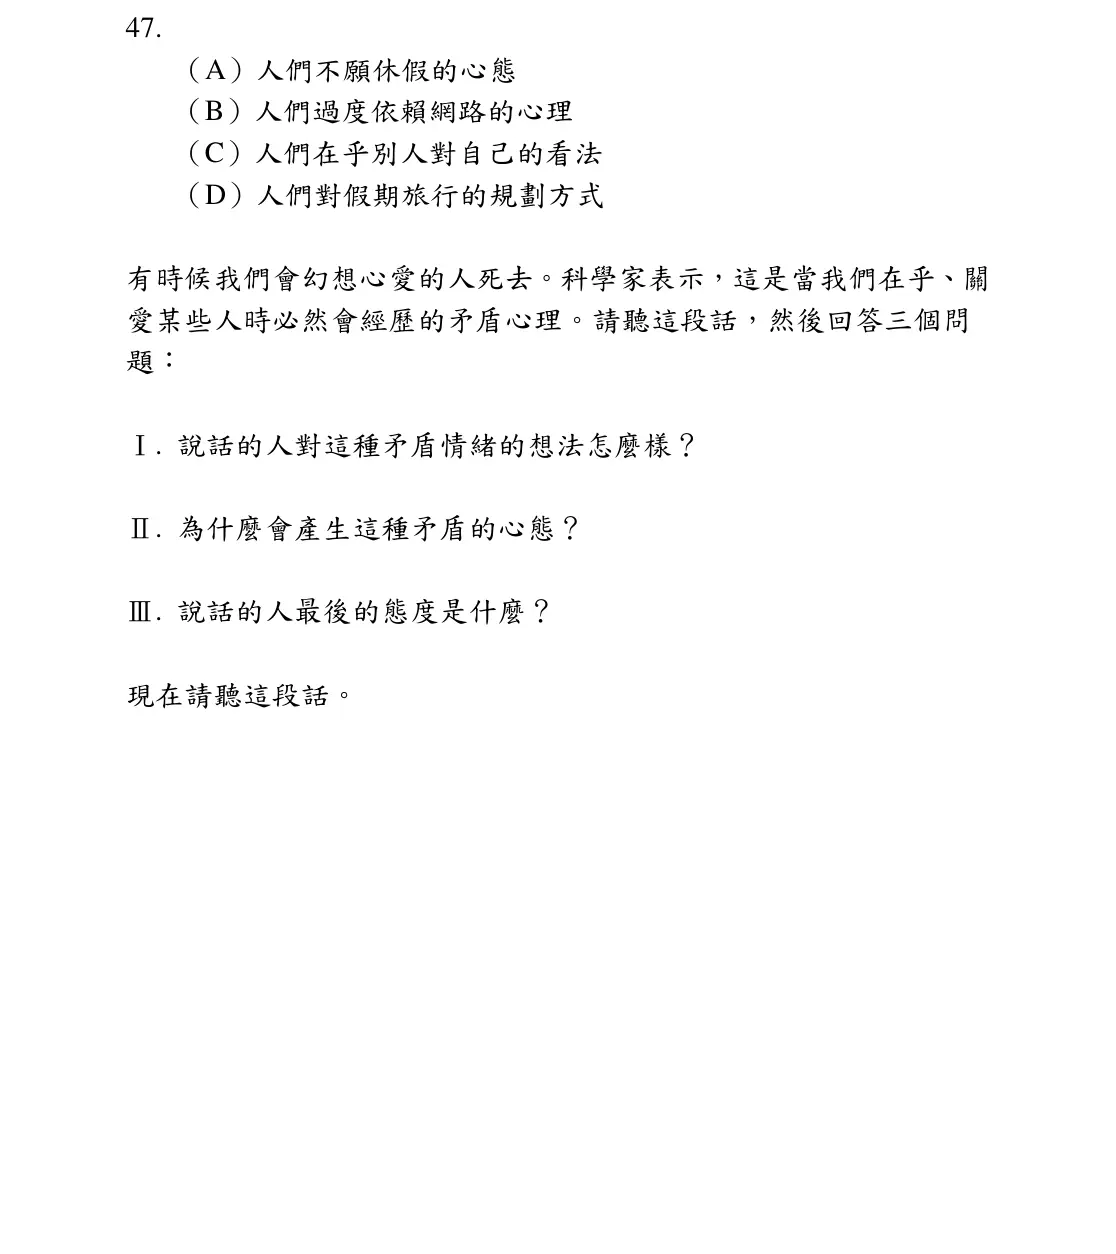 47.
（A）人們不願休假的心態
（B）人們過度依賴網路的心理
（C）人們在乎別人對自己的看法
（D）人們對假期旅行的規劃方式
有時候我們會幻想心愛的人死去。科學家表示，這是當我們在乎、關
愛某些人時必然會經歷的矛盾心理。請聽這段話，然後回答三個問
題：
Ⅰ. 說話的人對這種矛盾情緒的想法怎麼樣？
Ⅱ. 為什麼會產生這種矛盾的心態？
Ⅲ. 說話的人最後的態度是什麼？
現在請聽這段話。